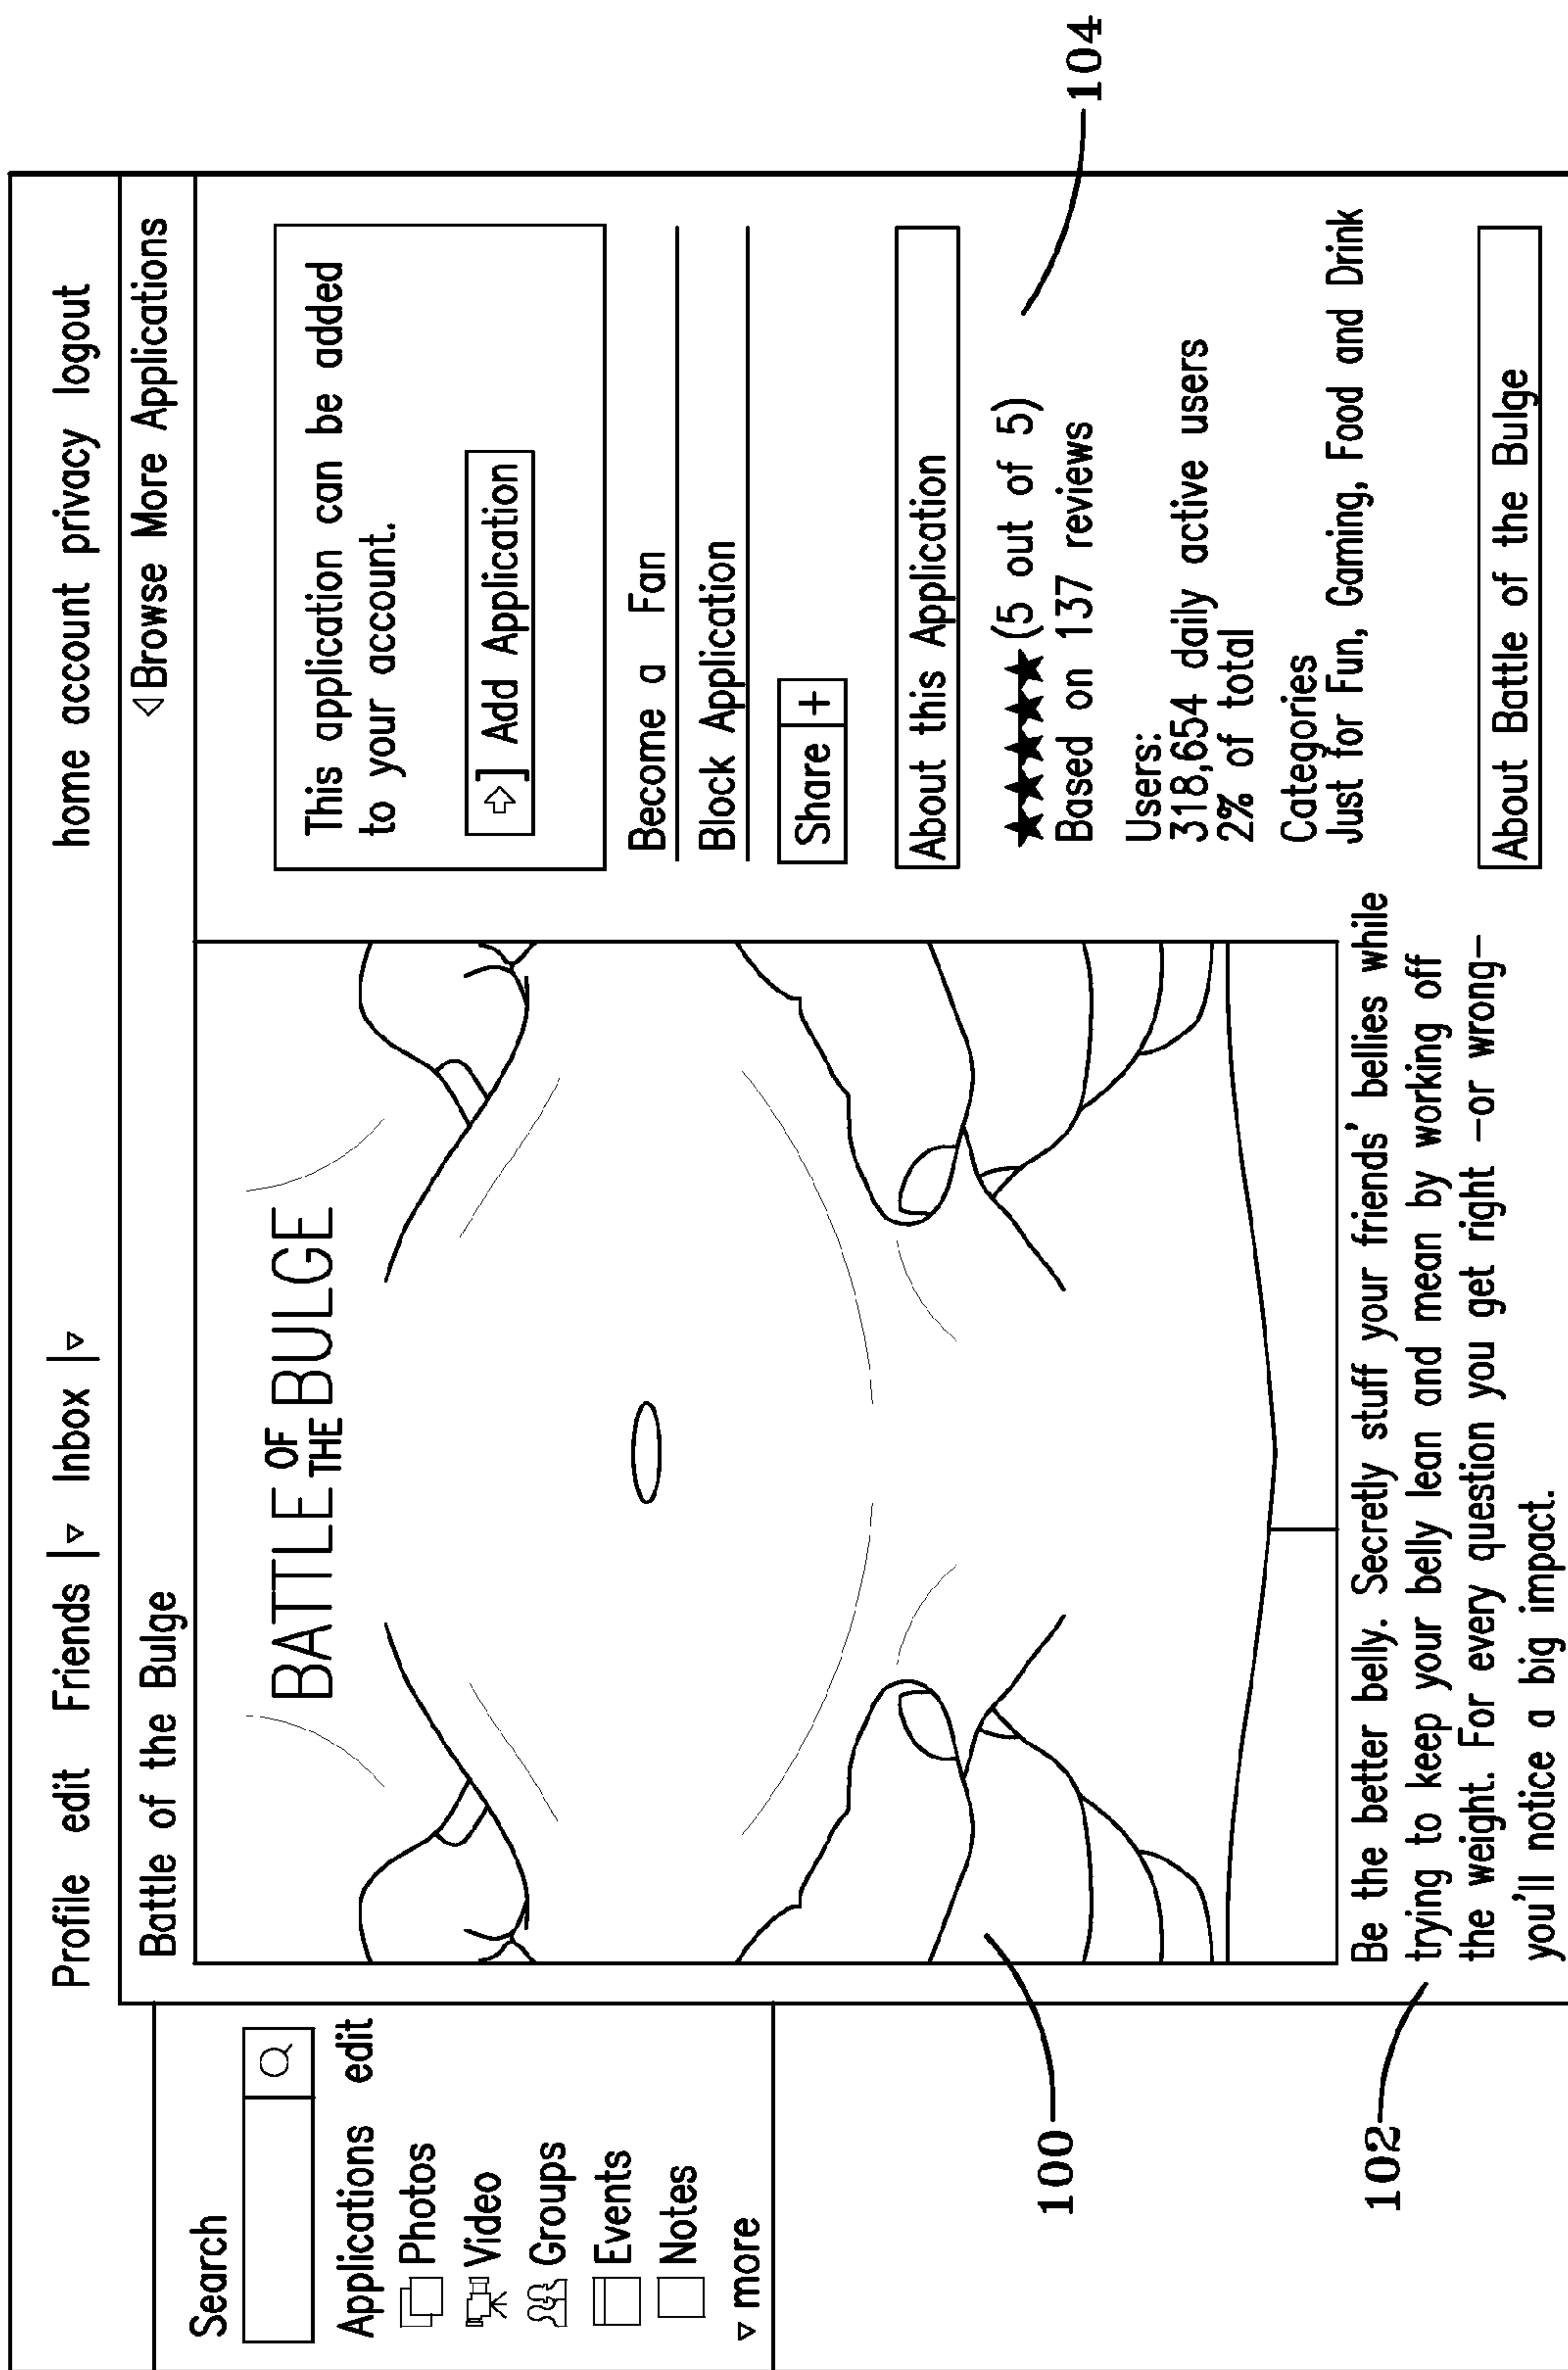 Profile edit Friends Inbox home account privacy logout
Battle of the Bulge Browse More Applications
Search
Applications edit
Photos
Video
Groups
Events
Notes
more
BATTLE OF THE BULGE
100
Be the better belly. Secretly stuff your friends' bellies while
trying to keep your belly lean and mean by working off
the weight. For every question you get right -or wrong-
you'll notice a big impact.
102
This application can be added
to your account.
Add Application
Become a Fan
Block Application
Share +
About this Application
★★★★★ (5 out of 5)
Based on 137 reviews
Users:
318,654 daily active users
2% of total
Categories
Just for Fun, Gaming, Food and Drink
104
About Battle of the Bulge